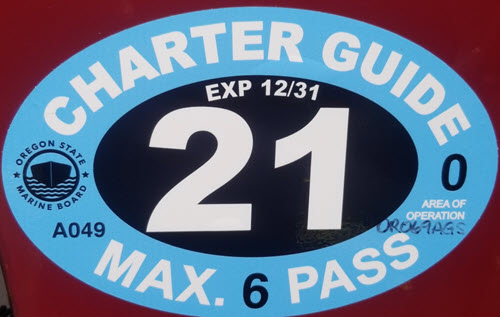 CHARTER GUIDE
EXP 12/31
21
OREGON STATE
MARINE BOARD
A049
0
AREA OF
OPERATION
MAX. 6 PASS